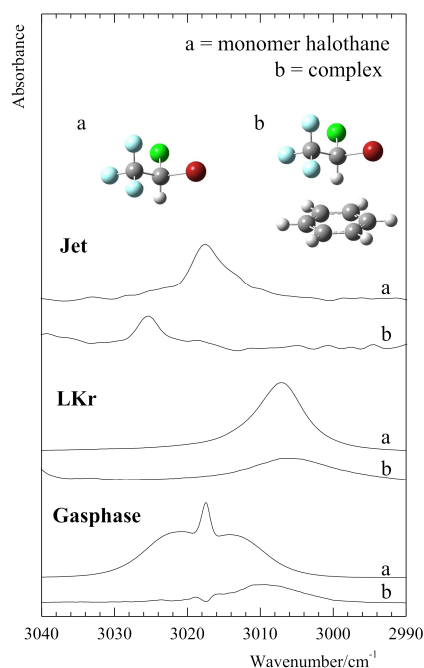 Absorbance
a = monomer halothane
b = complex
a
b
Jet
a
b
LKr
a
b
Gasphase
a
b
3040 3030 3020 3010 3000 2990
Wavenumber/cm⁻¹